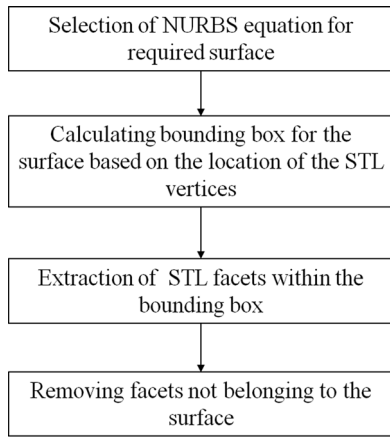 Selection of NURBS equation for
required surface
Calculating bounding box for the
surface based on the location of the STL
vertices
Extraction of STL facets within the
bounding box
Removing facets not belonging to the
surface